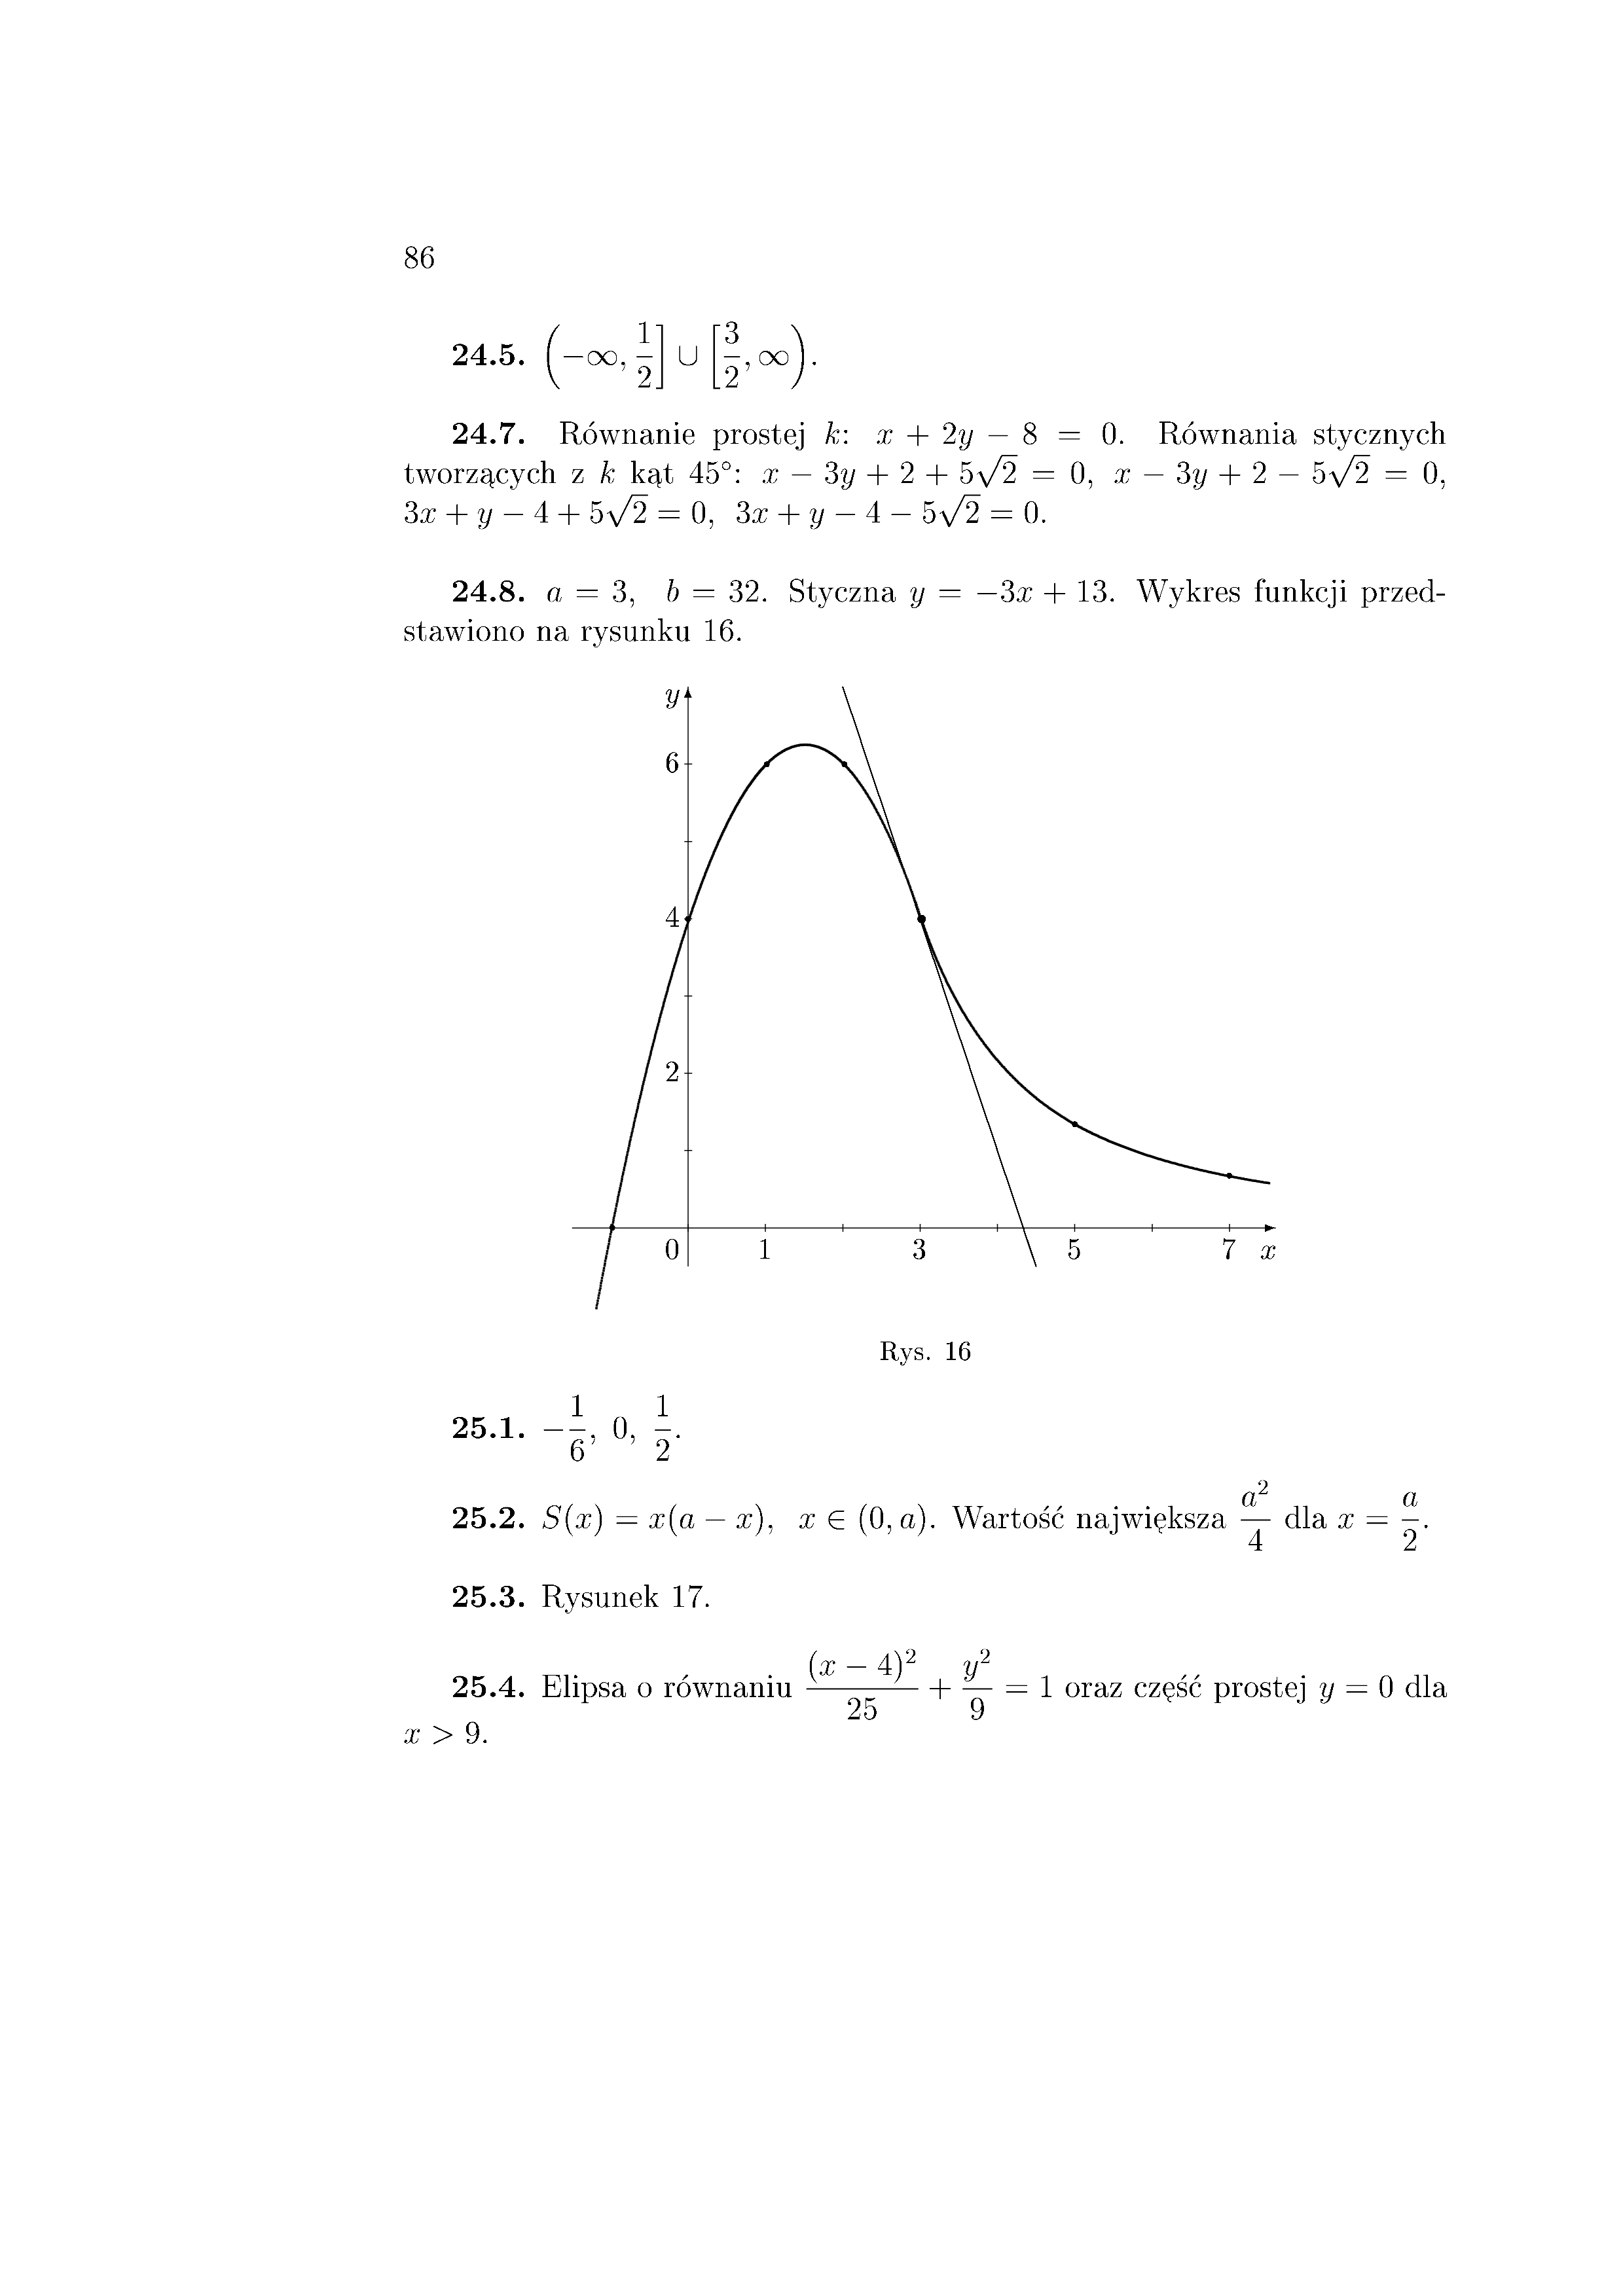 86
24.5. $\left(-\infty, \frac{1}{2}\right] \cup \left[\frac{3}{2}, \infty\right)$.
24.7. Równanie prostej $k$: $x + 2y - 8 = 0$. Równania stycznych
tworzących z $k$ kąt 45°: $x - 3y + 2 + 5\sqrt{2} = 0$, $x - 3y + 2 - 5\sqrt{2} = 0$,
$3x + y - 4 + 5\sqrt{2} = 0$, $3x + y - 4 - 5\sqrt{2} = 0$.
24.8. $a = 3$, $b = 32$. Styczna $y = -3x + 13$. Wykres funkcji przed-
stawiono na rysunku 16.
y
6
4
2
0 1 3 5 7 x
Rys. 16
25.1. $-\frac{1}{6}$, 0, $\frac{1}{2}$.
25.2. $S(x) = x(a - x)$, $x \in (0, a)$. Wartość największa $\frac{a^2}{4}$ dla $x = \frac{a}{2}$.
25.3. Rysunek 17.
25.4. Elipsa o równaniu $\frac{(x-4)^2}{25} + \frac{y^2}{9} = 1$ oraz część prostej $y = 0$ dla
$x > 9$.